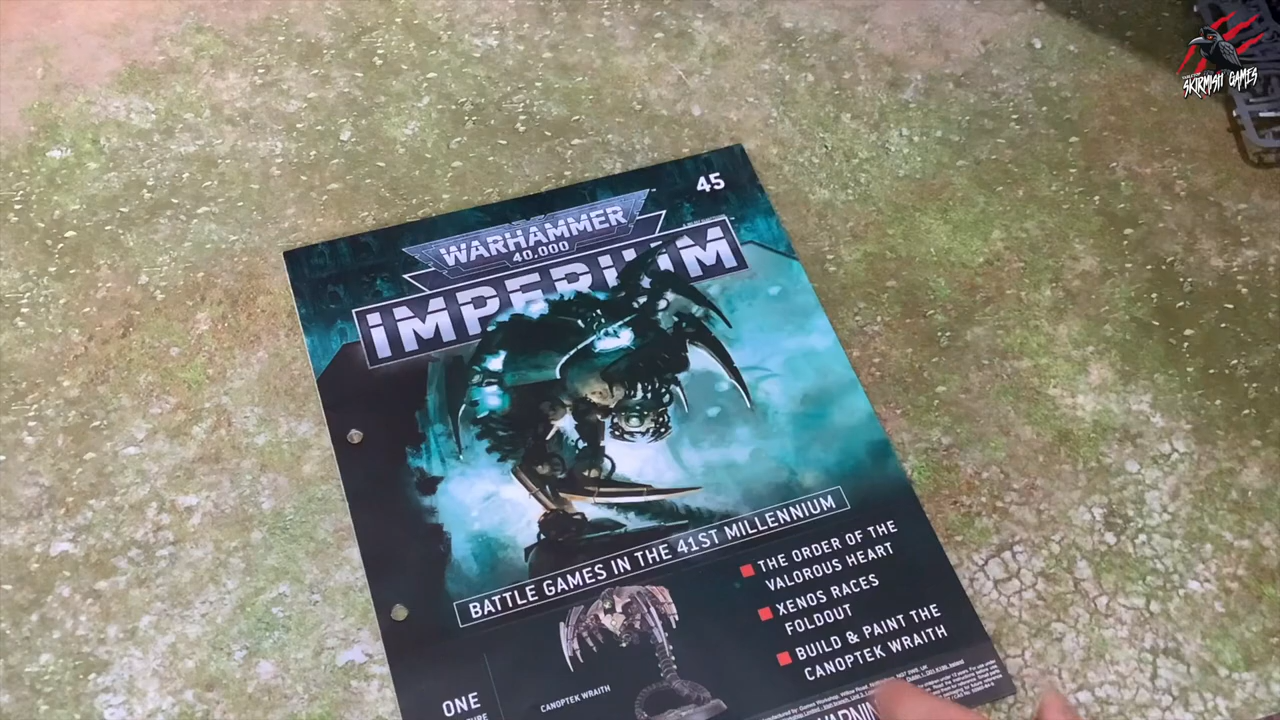 SKIRMISH GAMES
45
WARHAMMER
40,000
IMPERIUM
BATTLE GAMES IN THE 41ST MILLENNIUM
THE ORDER OF THE
VALOROUS HEART
XENOS RACES
FOLDOUT
BUILD & PAINT THE
CANOPTEK WRAITH
ONE
CANOPTEK WRAITH